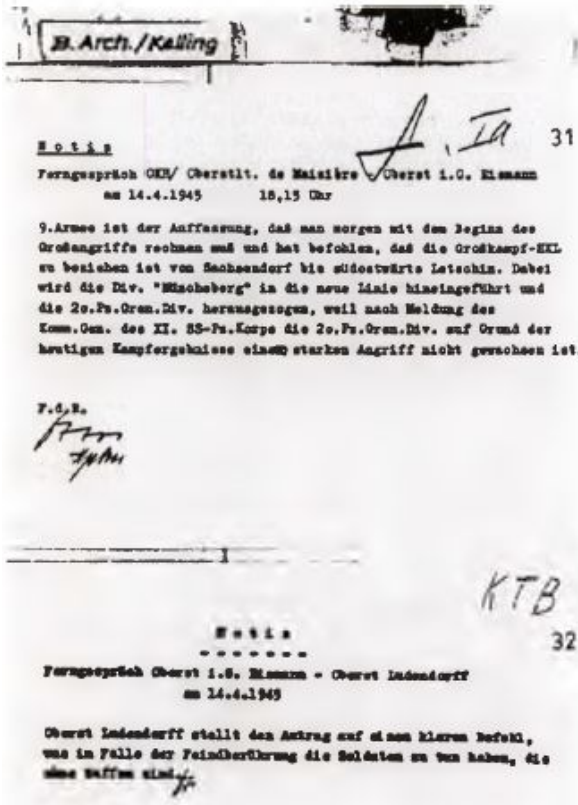 B. Arch./Kelling
A. Ia
31
Notiz
Ferngespräch OKH/ Oberstlt. de Maisière Oberst i.G. Eismann
am 14.4.1945 18,15 Uhr
9.Armee ist der Auffassung, daß man morgen mit dem Beginn des
Großangriffs rechnen muß und hat befohlen, daß die Großkampf-HKL
zu beziehen ist von Sachsendorf bis südostwärts Letschin. Dabei
wird die Div. "Müncheberg" in die neue Linie hineingeführt und
die 2o.Pz.Gren.Div. herausgezogen, weil nach Meldung des
Komm.Gen. des XI. SS-Pz.Korps die 2o.Pz.Gren.Div. auf Grund der
heutigen Kampfergebnisse einem starken Angriff nicht gewachsen ist
F.d.R.
KTB
32
Notiz
Ferngespräch Oberst i.G. Eismann - Oberst Ludendorff
am 14.4.1945
Oberst Ludendorff stellt den Antrag auf einen klaren Befehl,
was im Falle der Feindberührung die Soldaten zu tun haben, die
ohne Waffen sind.